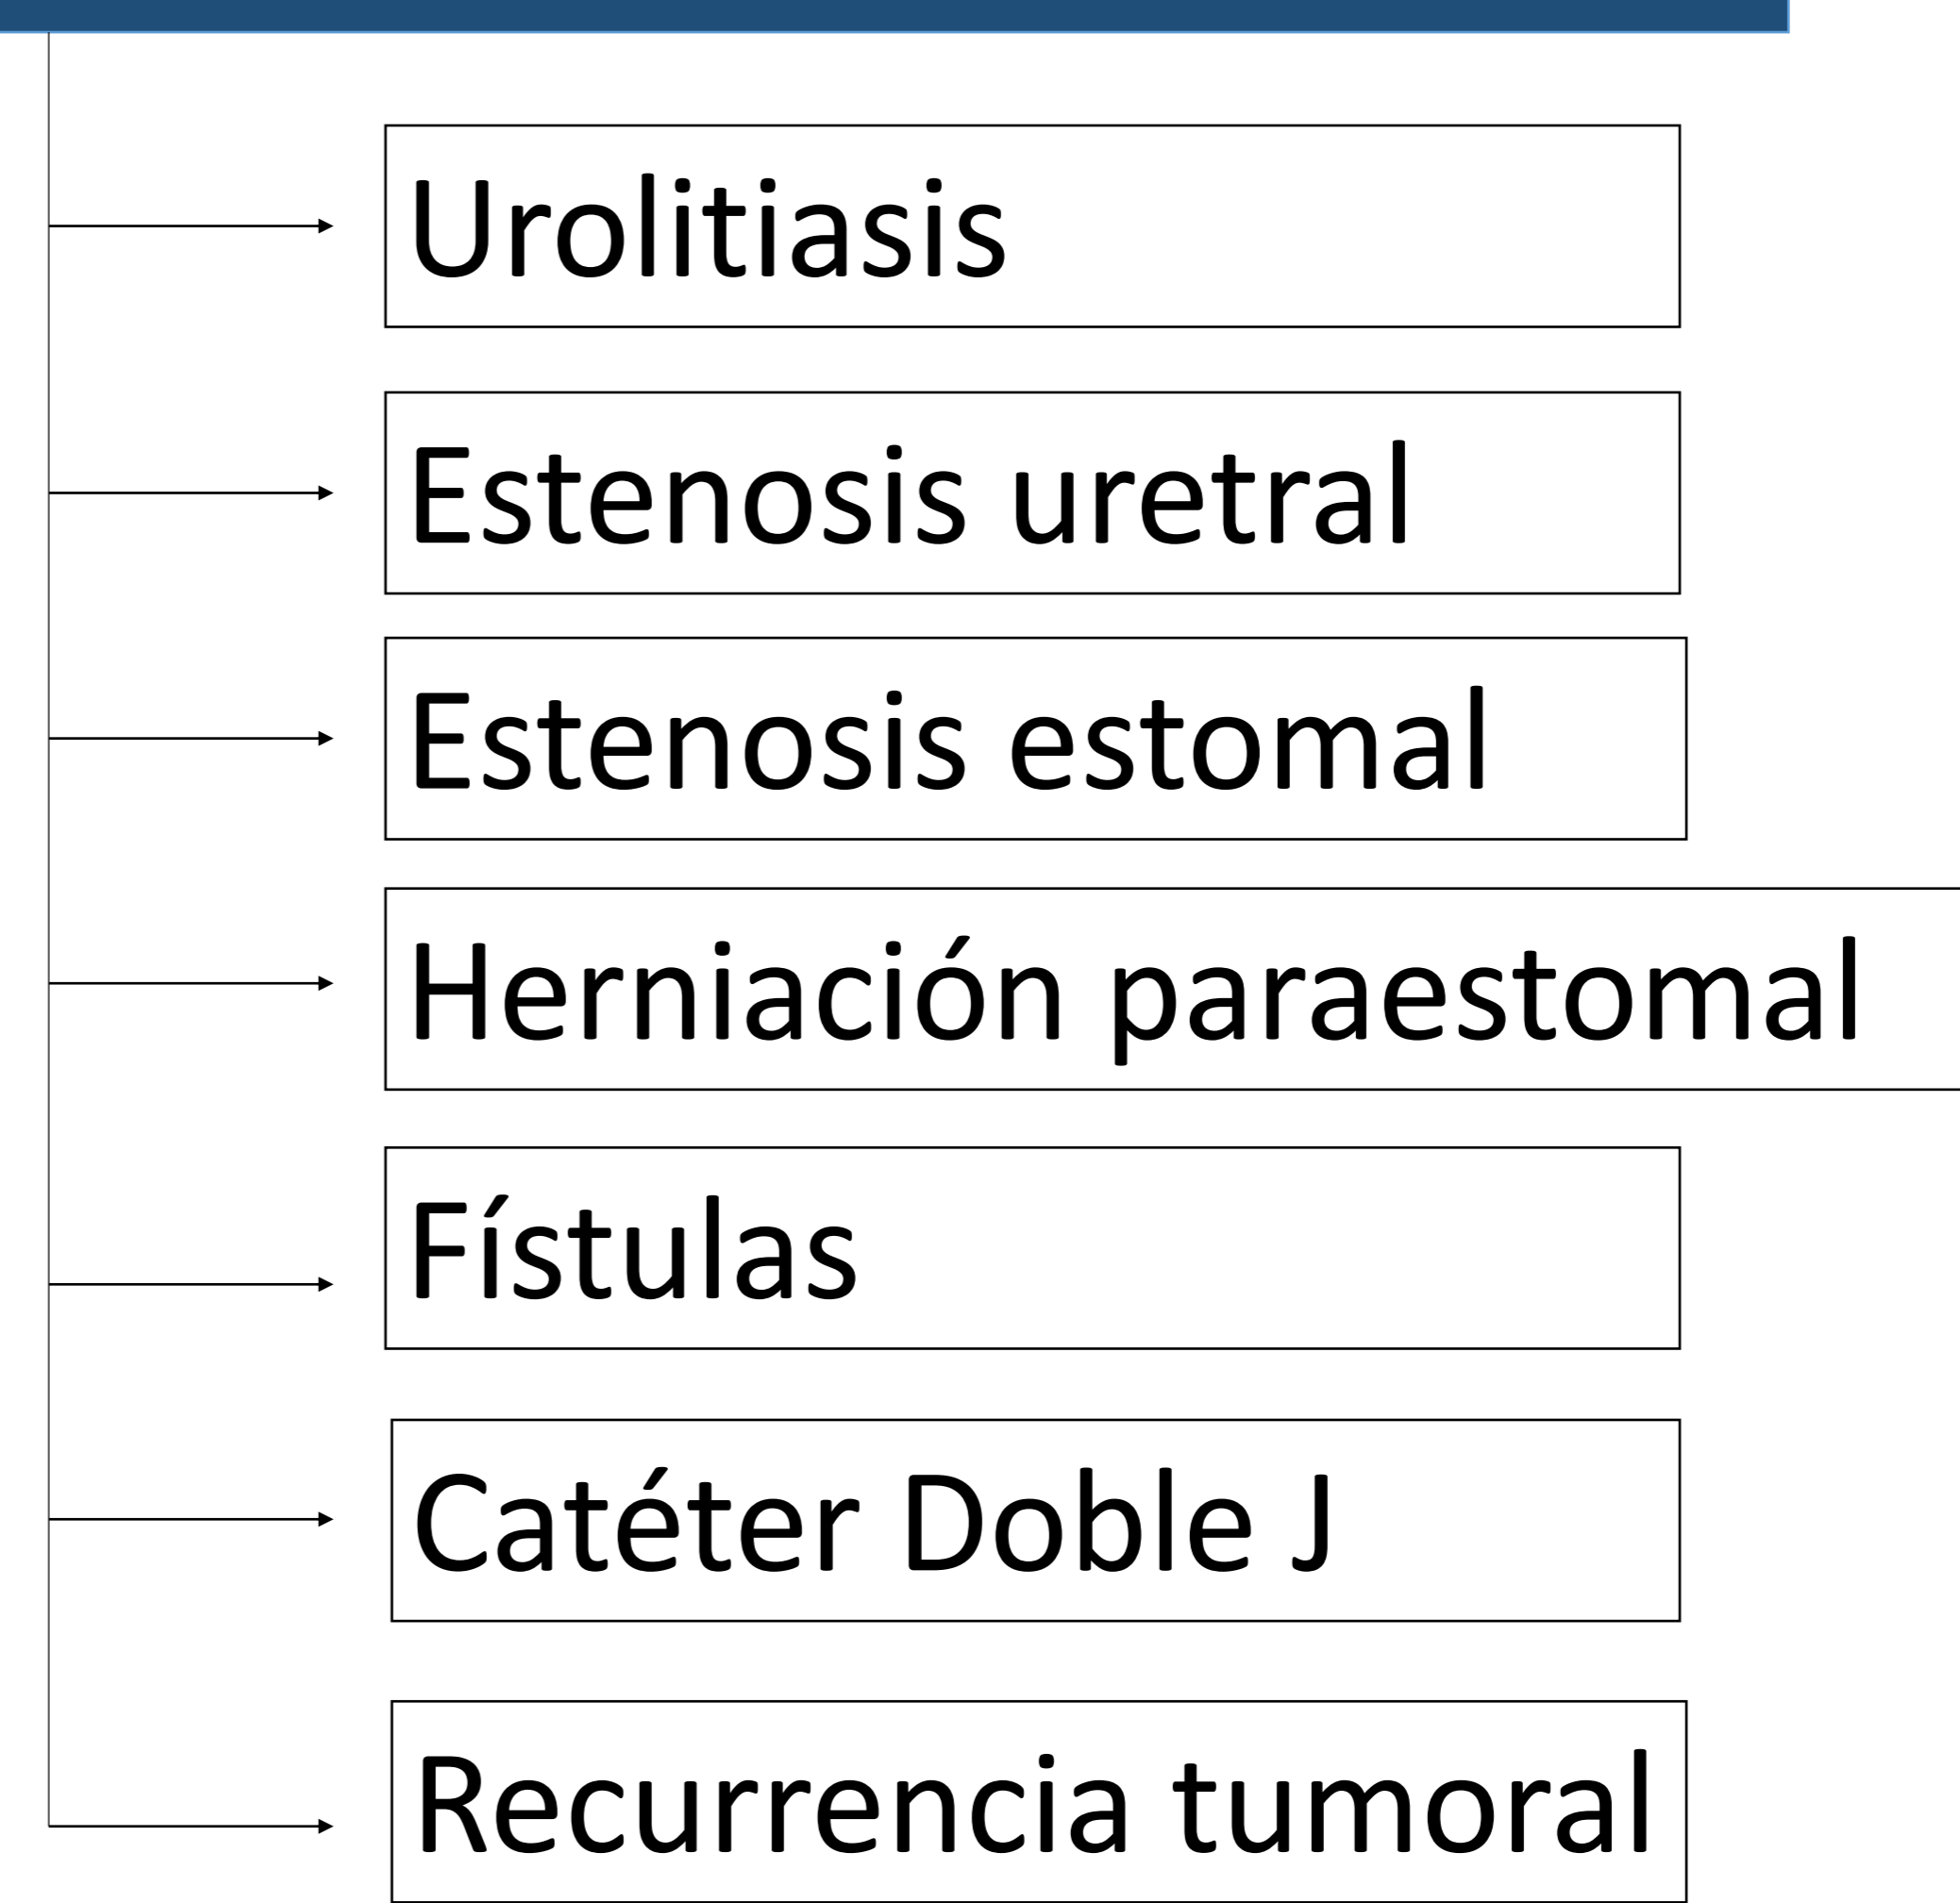 Urolitiasis
Estenosis uretral
Estenosis estomal
Herniación paraestomal
Fístulas
Catéter Doble J
Recurrencia tumoral